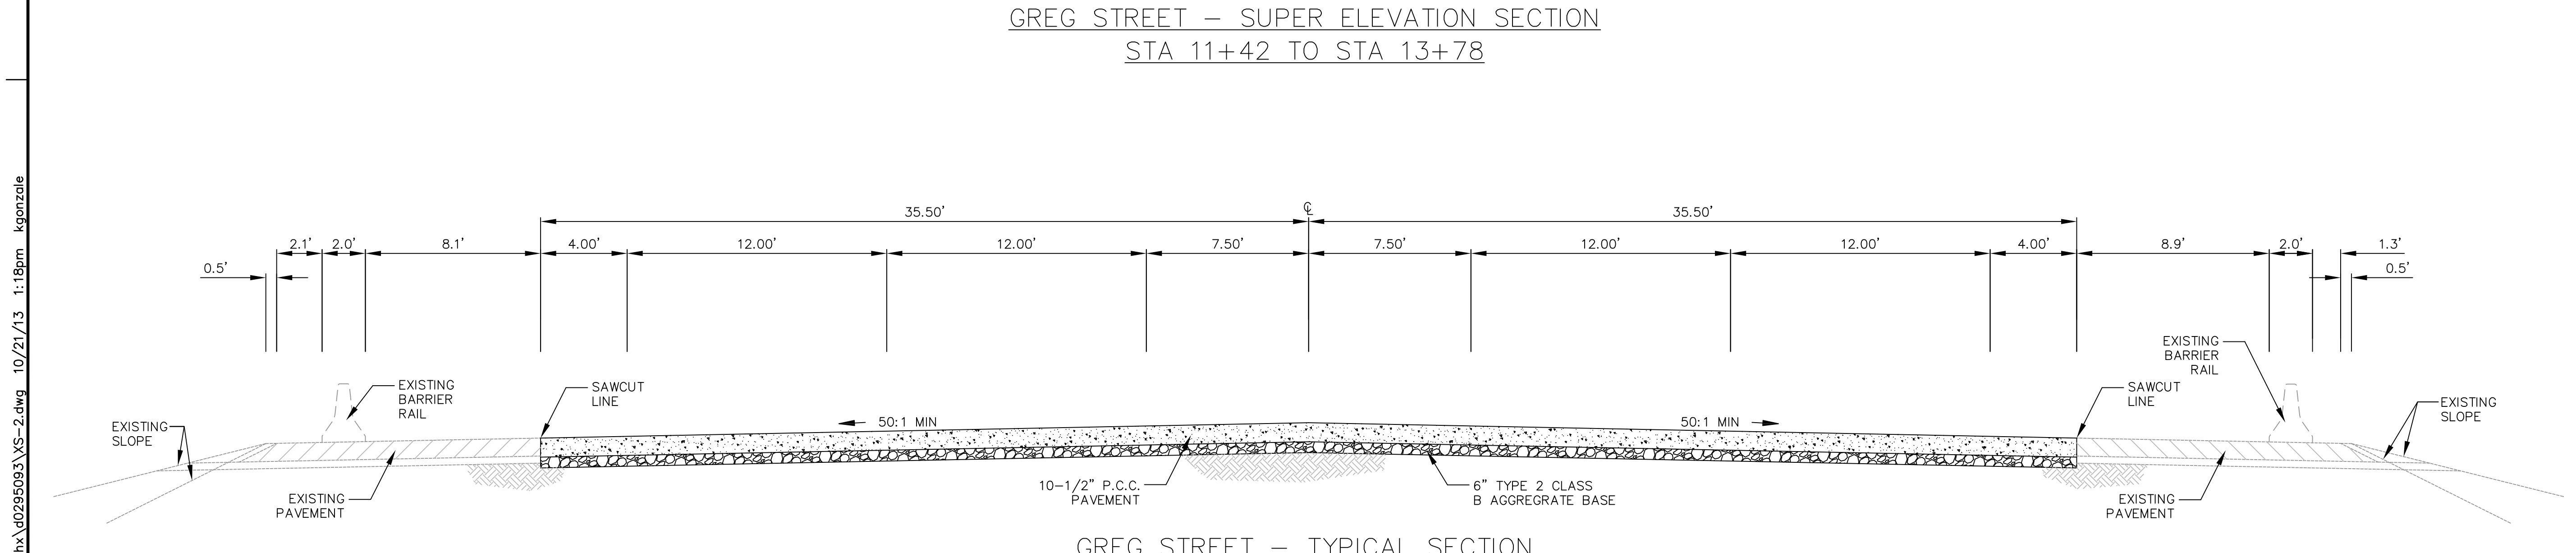 GREG STREET – SUPER ELEVATION SECTION
STA 11+42 TO STA 13+78
35.50'
℄
35.50'
2.1'
2.0'
8.1'
4.00'
12.00'
12.00'
7.50'
7.50'
12.00'
12.00'
4.00'
8.9'
2.0'
1.3'
0.5'
0.5'
EXISTING
BARRIER
RAIL
SAWCUT
LINE
EXISTING
SLOPE
50:1 MIN
50:1 MIN
EXISTING
BARRIER
RAIL
SAWCUT
LINE
EXISTING
SLOPE
EXISTING
PAVEMENT
10-1/2" P.C.C.
PAVEMENT
6" TYPE 2 CLASS
B AGGREGRATE BASE
EXISTING
PAVEMENT
GREG STREET – TYPICAL SECTION
hx\d0295093\XS-2.dwg 10/21/13 1:18pm kgonzale